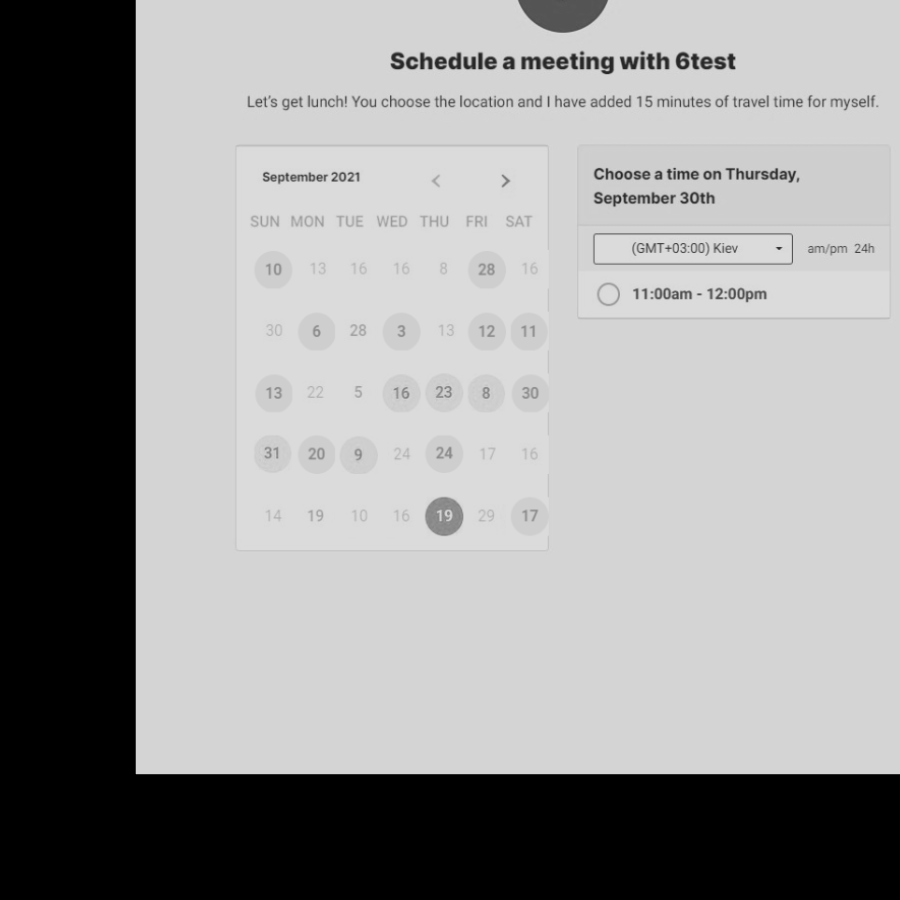 Schedule a meeting with 6test
Let's get lunch! You choose the location and I have added 15 minutes of travel time for myself.
September 2021 < >
SUN MON TUE WED THU FRI SAT
10 13 16 16 8 28 16
30 6 28 3 13 12 11
13 22 5 16 23 8 30
31 20 9 24 24 17 16
14 19 10 16 19 29 17
Choose a time on Thursday,
September 30th
(GMT+03:00) Kiev am/pm 24h
11:00am - 12:00pm